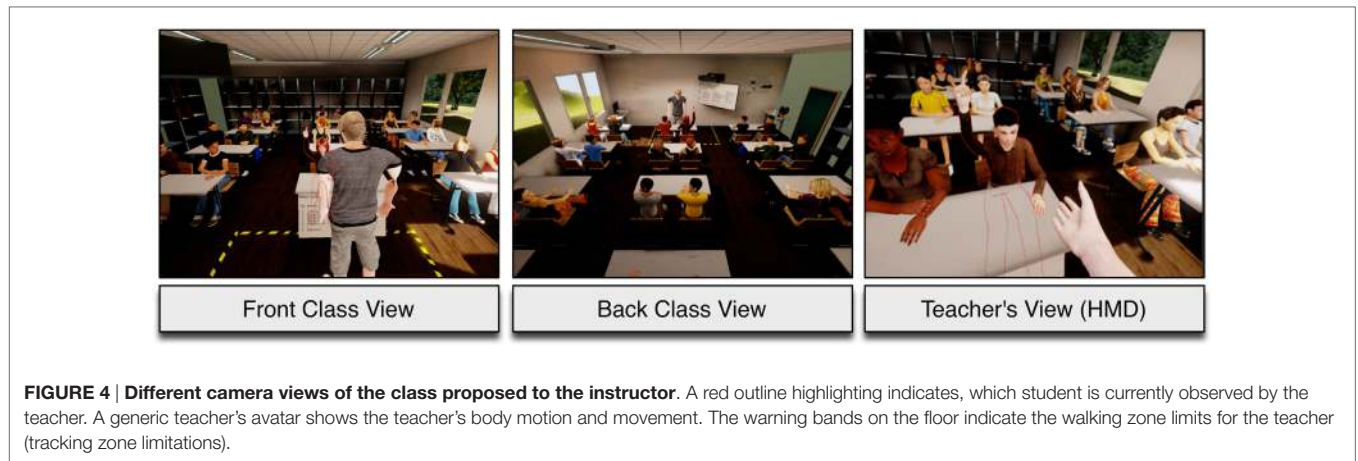 Front Class View
Back Class View
Teacher's View (HMD)
FIGURE 4 | Different camera views of the class proposed to the instructor. A red outline highlighting indicates, which student is currently observed by the
teacher. A generic teacher’s avatar shows the teacher’s body motion and movement. The warning bands on the floor indicate the walking zone limits for the teacher
(tracking zone limitations).